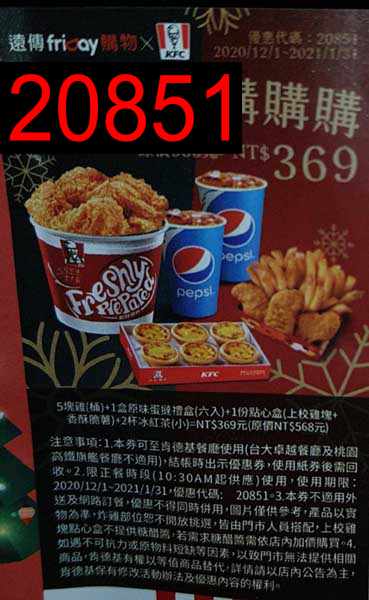 遠傳friDay購物×KFC
優惠代碼：20851
2020/12/1~2021/1/31
20851
購購購
NT$369
KFC
Freshly
Prepared
pepsi
pepsi
KFC
5塊雞(桶)+1盒原味蛋撻禮盒(六入)+1份點心盒(上校雞塊+
香酥脆薯)+2杯冰紅茶(小)=NT$369元(原價NT$568元)
注意事項:1.本券可至肯德基餐廳使用(台大卓越餐廳及桃園
高鐵旗艦餐廳不適用),結帳時出示優惠券,使用紙券後需回
收。2.限正餐時段(10:30AM起供應)使用,使用期限:
2020/12/1~2021/1/31,優惠代碼: 20851。3.本券不適用外
送及網路訂餐,優惠不得同時併用,圖片僅供參考,產品以實
物為準,炸雞部位恕不開放挑選,皆由門市人員搭配,上校雞
塊點心盒不提供糖醋醬,若需求糖醋醬需依店內加價購買。4.
如遇不可抗力或原物料短缺等因素,以致門市無法提供相關
商品,肯德基有權以等值商品替代,詳情請以店內公告為主,
肯德基保有修改活動辦法及優惠內容的權利。